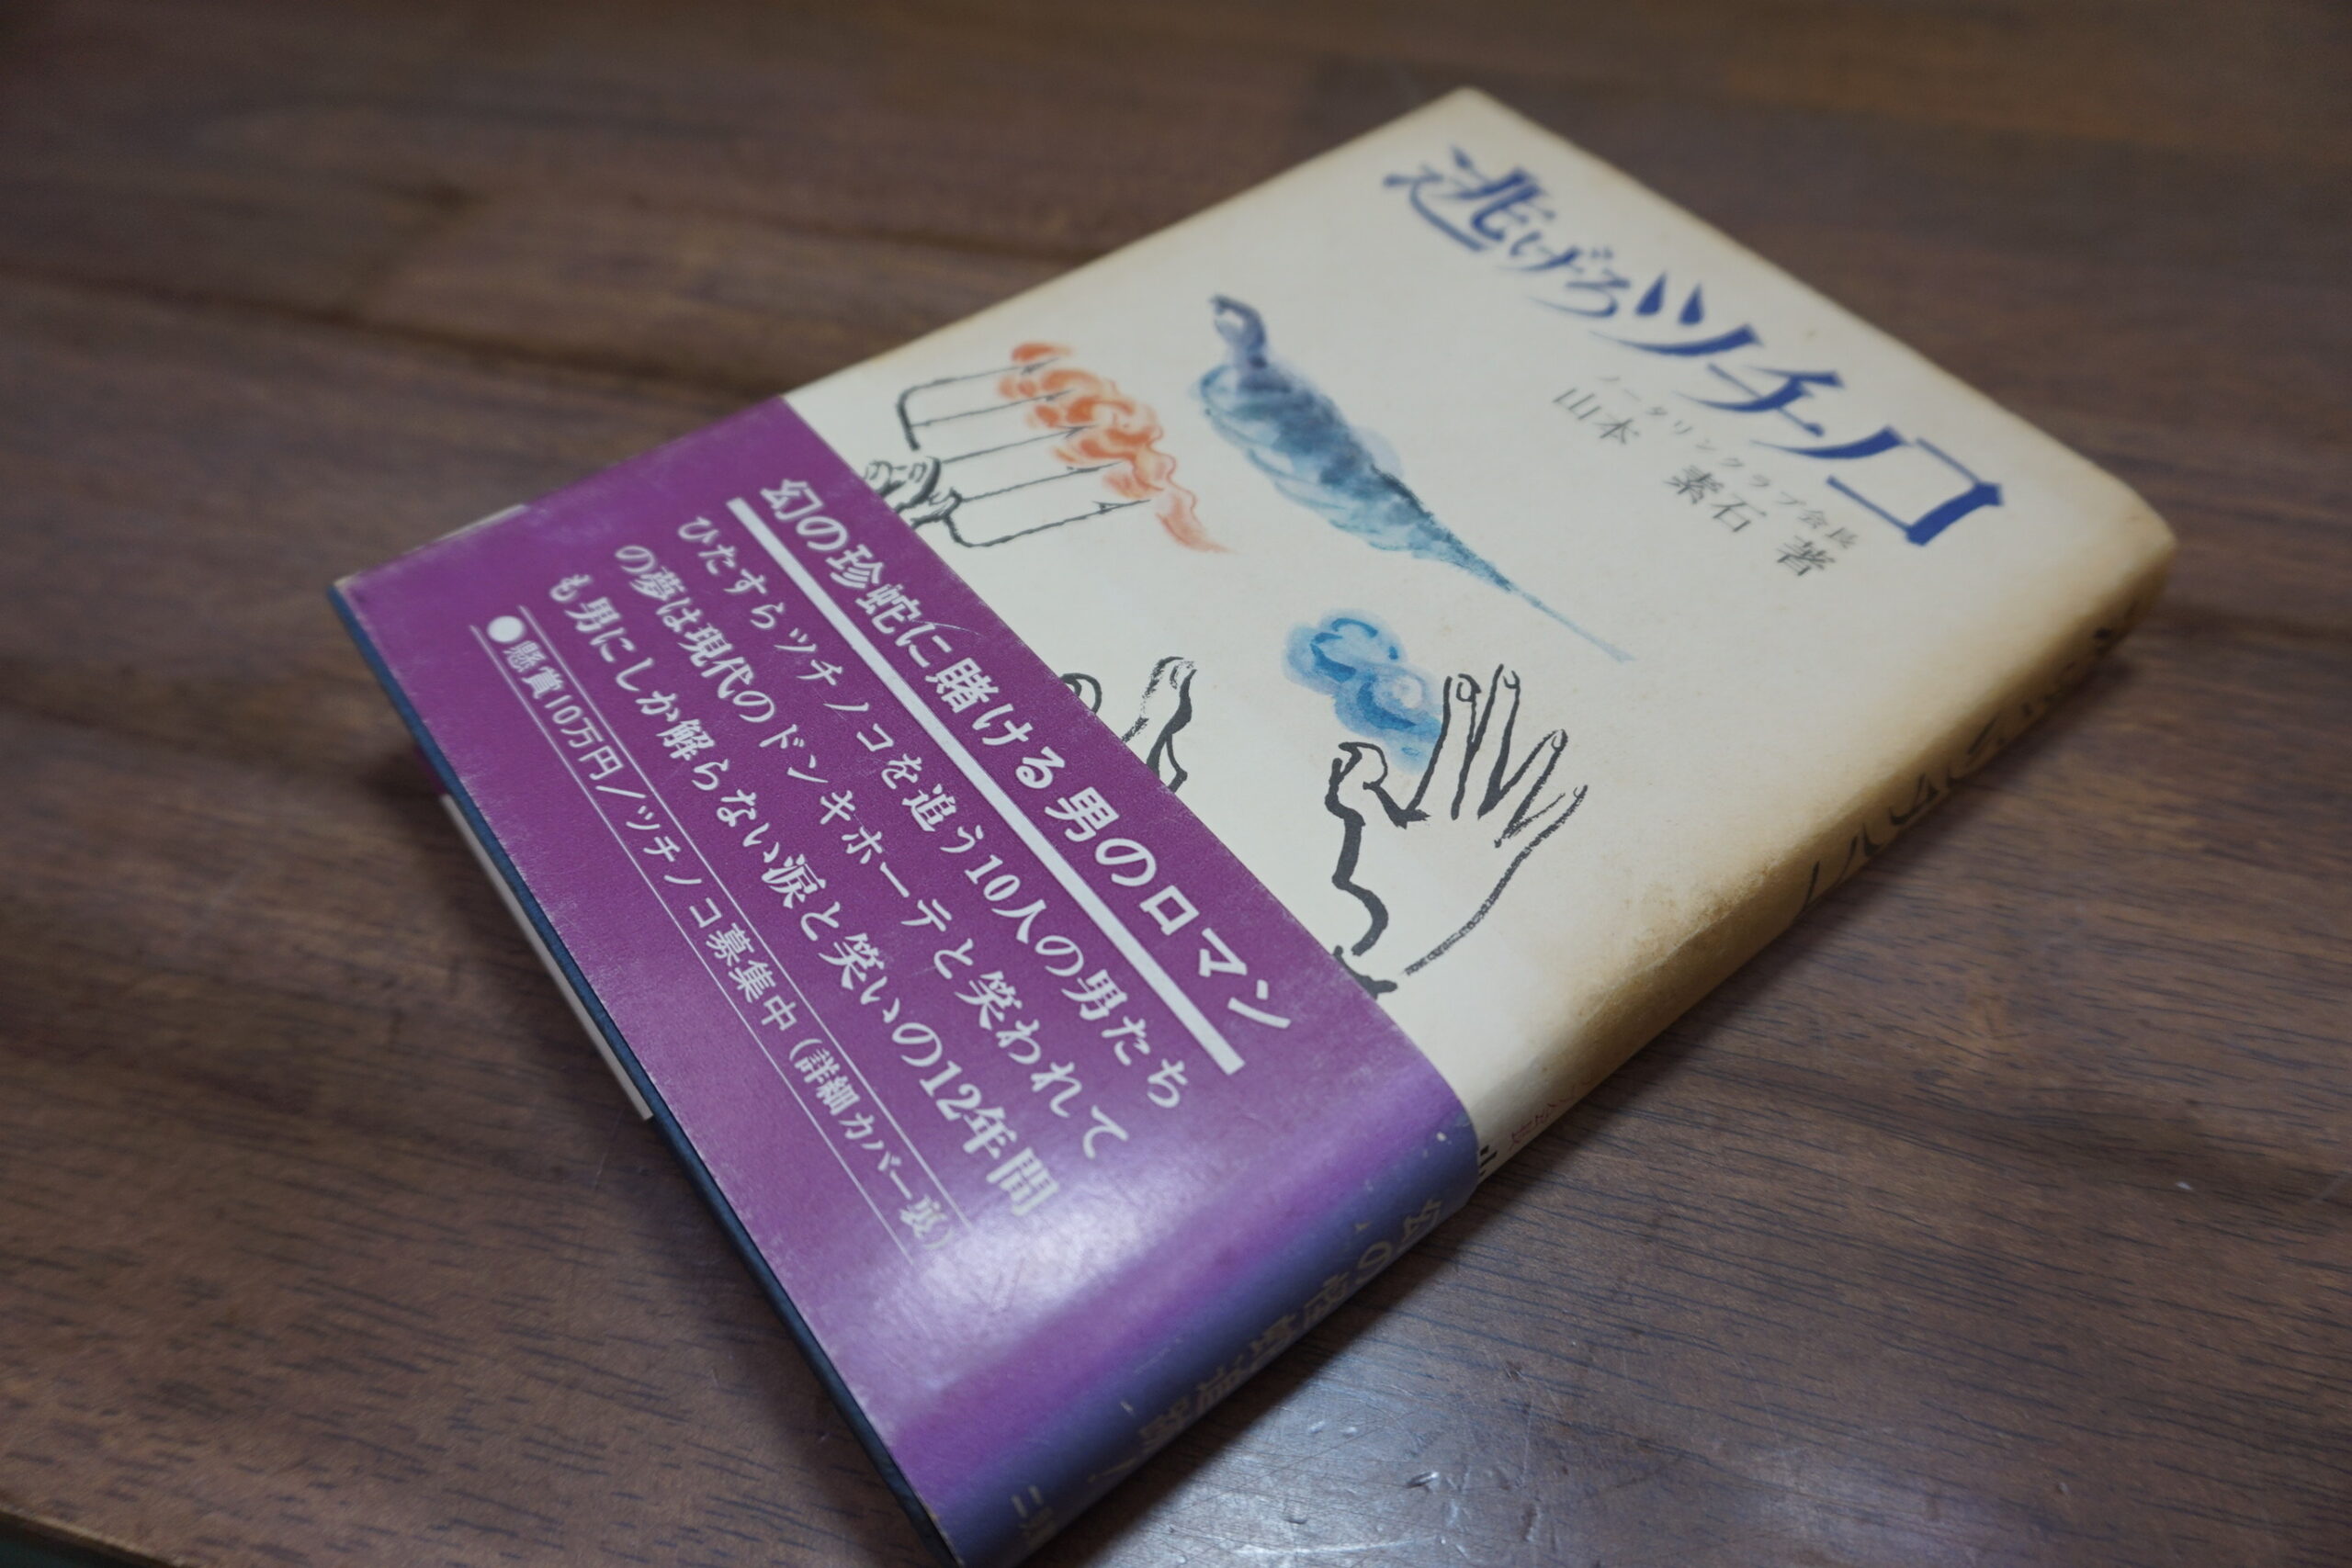 逃げろツチノコ
ノータリンクラブ会長
山本 素石 著
幻の珍蛇に賭ける男のロマン
ひたすらツチノコを追う10人の男たち
の夢は現代のドンキホーテと笑われて
も男にしか解らない涙と笑いの12年間
●懸賞10万円/ツチノコ募集中(詳細カバー裏)